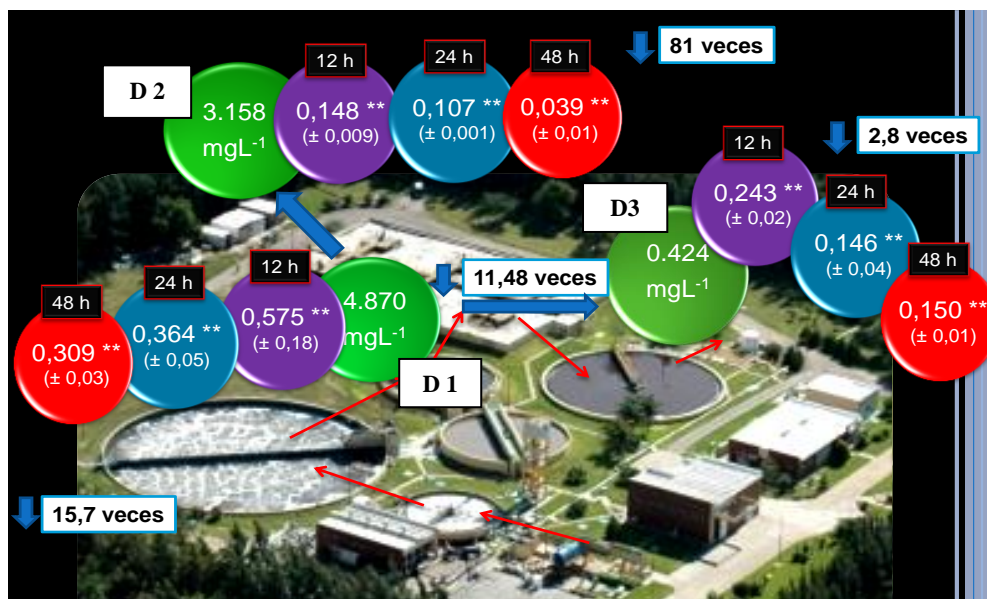 81 veces
12 h
24 h
48 h
D 2
3.158
mgL-1
0,148 **
(± 0,009)
0,107 **
(± 0,001)
0,039 **
(± 0,01)
2,8 veces
12 h
24 h
48 h
D3
0.424
mgL-1
0,243 **
(± 0,02)
0,146 **
(± 0,04)
0,150 **
(± 0,01)
11,48 veces
48 h
24 h
12 h
0,309 **
(± 0,03)
0,364 **
(± 0,05)
0,575 **
(± 0,18)
4.870
mgL-1
D 1
15,7 veces